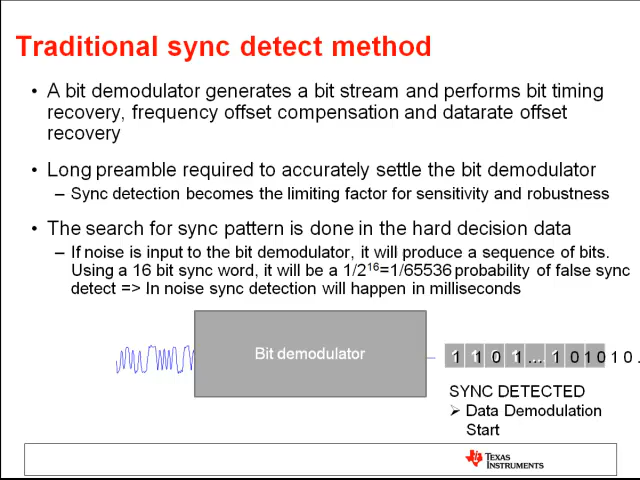 Traditional sync detect method
• A bit demodulator generates a bit stream and performs bit timing
recovery, frequency offset compensation and datarate offset
recovery
• Long preamble required to accurately settle the bit demodulator
– Sync detection becomes the limiting factor for sensitivity and robustness
• The search for sync pattern is done in the hard decision data
– If noise is input to the bit demodulator, it will produce a sequence of bits.
Using a 16 bit sync word, it will be a 1/2¹⁶=1/65536 probability of false sync
detect => In noise sync detection will happen in milliseconds
Bit demodulator
1 1 0 1 ... 1 0 1 0 1 0 .
SYNC DETECTED
➢ Data Demodulation
Start
TEXAS
INSTRUMENTS